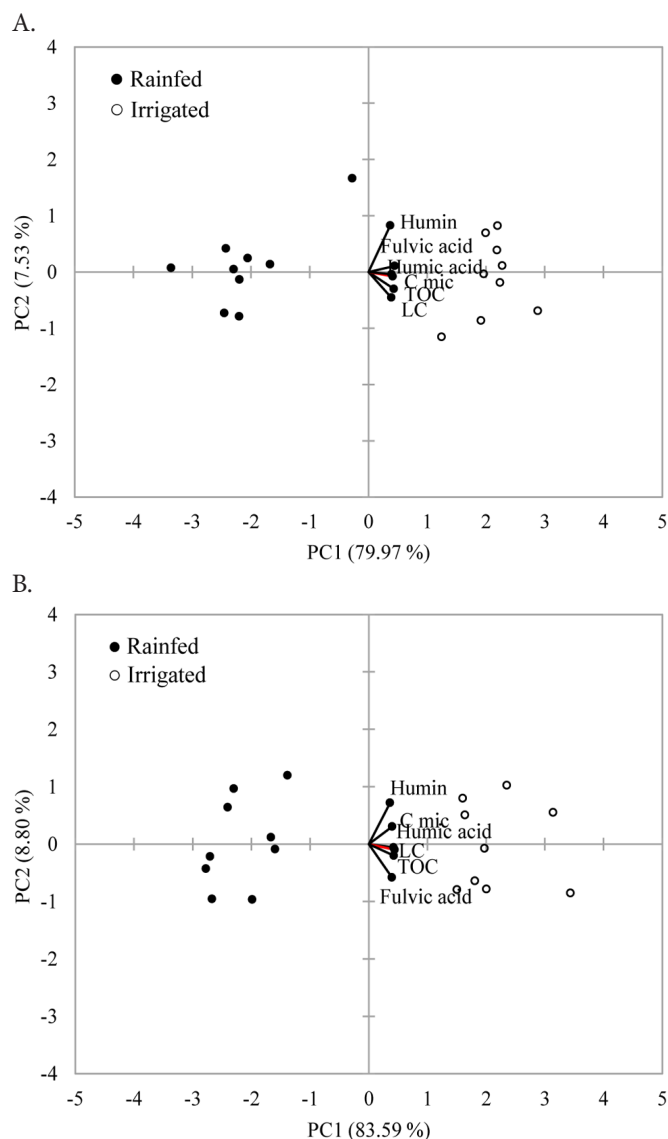 A.
4
Rainfed
3
Irrigated
2
1
Humin
Fulvic acid
0
Humic acid
C mic
TOC
-1
LC
-2
-3
-4
-5 -4 -3 -2 -1 0 1 2 3 4 5
PC2 (7.53 %)
PC1 (79.97 %)
B.
4
Rainfed
3
Irrigated
2
1
Humin
C mic
Humic acid
0
LC
TOC
Fulvic acid
-1
-2
-3
-4
-5 -4 -3 -2 -1 0 1 2 3 4 5
PC2 (8.80 %)
PC1 (83.59 %)